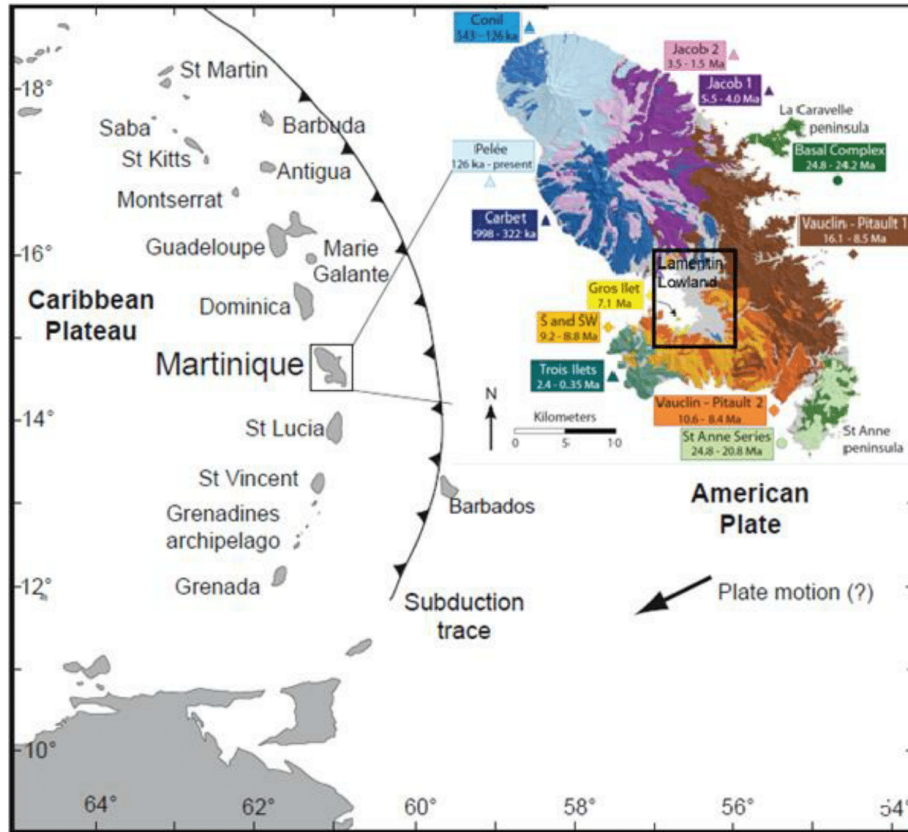 Conil
543 - 126 ka
Jacob 2
3.5 - 1.5 Ma
Jacob 1
5.5 - 4.0 Ma
La Caravelle
peninsula
Basal Complex
24.8 - 24.2 Ma
Pelée
126 ka - present
Carbet
998 - 322 ka
Vauclin - Pitault 1
16.1 - 8.5 Ma
Lamentin
Lowland
Gros Ilet
7.1 Ma
S and SW
9.2 - 8.8 Ma
Trois Ilets
2.4 - 0.35 Ma
Vauclin - Pitault 2
10.6 - 8.4 Ma
St Anne Series
24.8 - 20.8 Ma
St Anne
peninsula
N
Kilometers
0 5 10
18°
16°
14°
12°
10°
St Martin
Saba
Barbuda
St Kitts
Antigua
Montserrat
Guadeloupe
Marie
Galante
Caribbean
Plateau
Dominica
Martinique
St Lucia
St Vincent
Barbados
Grenadines
archipelago
Grenada
American
Plate
Plate motion (?)
Subduction
trace
64° 62° 60° 58° 56° 54°